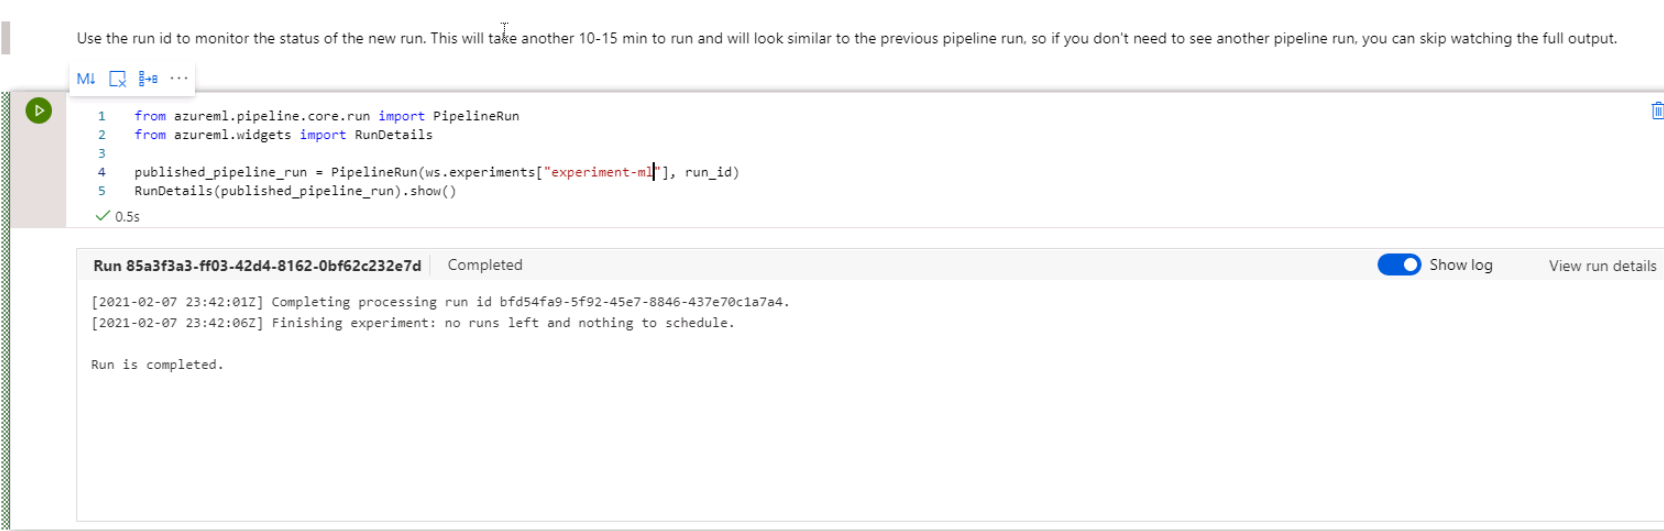 Use the run id to monitor the status of the new run. This will take another 10-15 min to run and will look similar to the previous pipeline run, so if you don't need to see another pipeline run, you can skip watching the full output.
M↓ ···
1 from azureml.pipeline.core.run import PipelineRun
2 from azureml.widgets import RunDetails
3
4 published_pipeline_run = PipelineRun(ws.experiments["experiment-ml"], run_id)
5 RunDetails(published_pipeline_run).show()
0.5s
Run 85a3f3a3-ff03-42d4-8162-0bf62c232e7d Completed Show log View run details
[2021-02-07 23:42:01Z] Completing processing run id bfd54fa9-5f92-45e7-8846-437e70c1a7a4.
[2021-02-07 23:42:06Z] Finishing experiment: no runs left and nothing to schedule.
Run is completed.